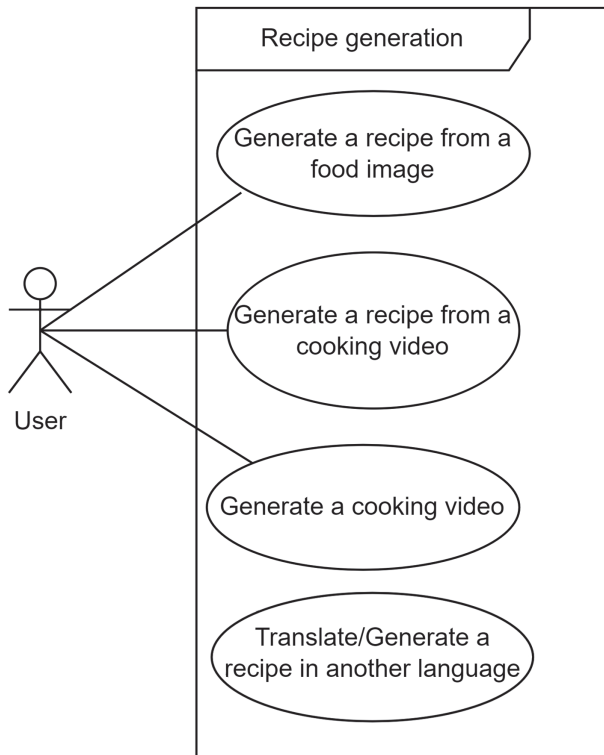 Recipe generation
Generate a recipe from a
food image
Generate a recipe from a
cooking video
User
Generate a cooking video
Translate/Generate a
recipe in another language